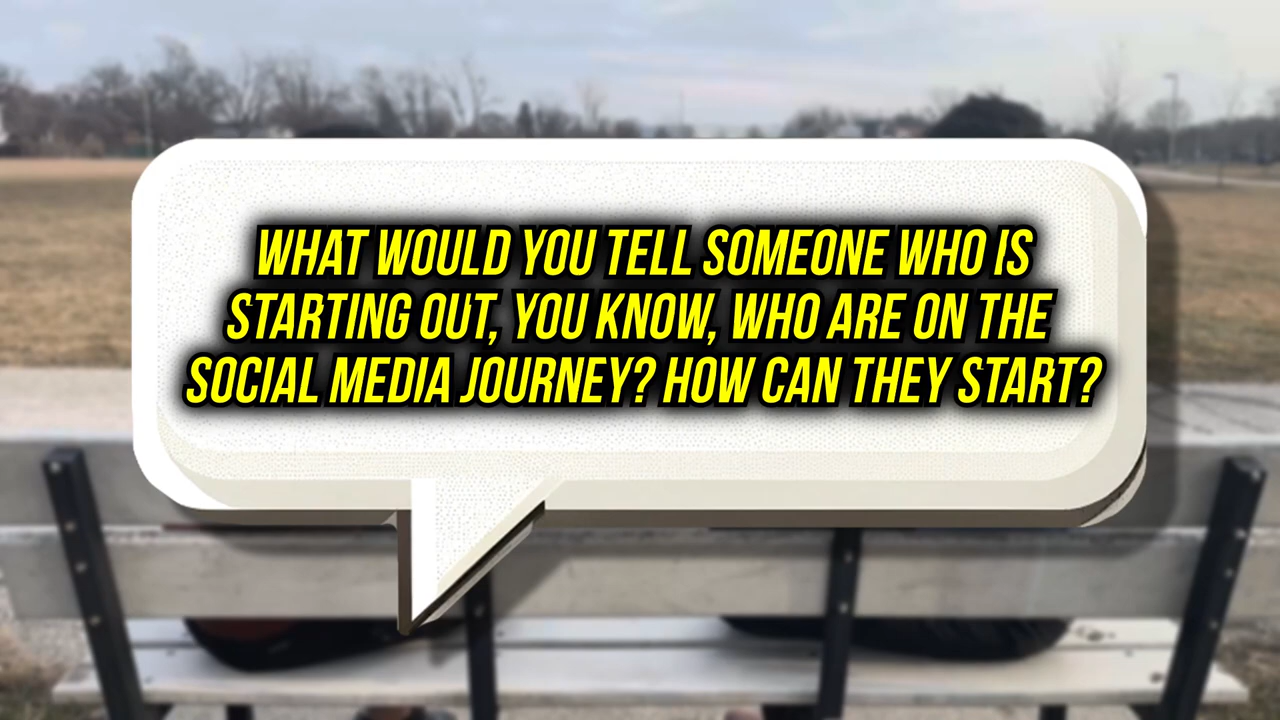 WHAT WOULD YOU TELL SOMEONE WHO IS
STARTING OUT, YOU KNOW, WHO ARE ON THE
SOCIAL MEDIA JOURNEY? HOW CAN THEY START?